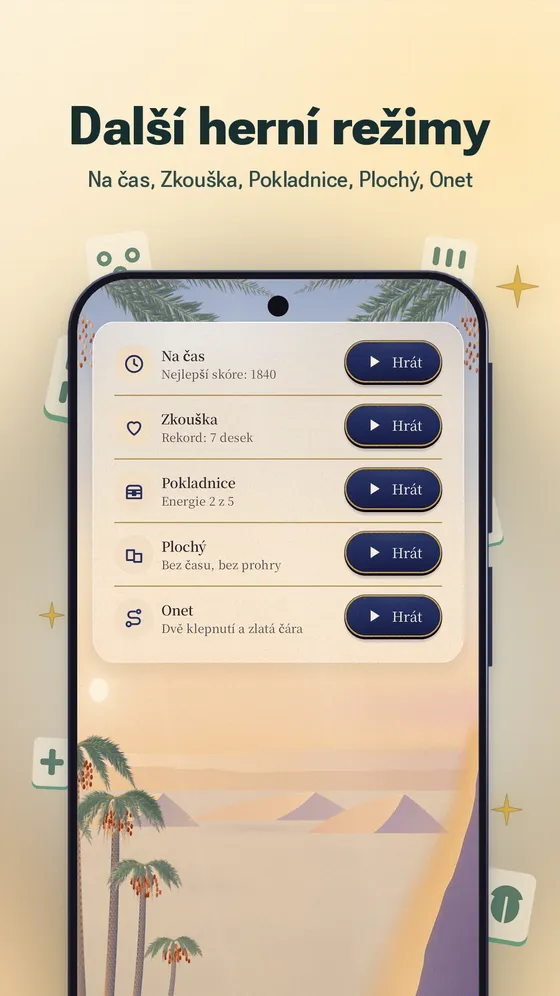 Další herní režimy
Na čas, Zkouška, Pokladnice, Plochý, Onet
Na čas
Nejlepší skóre: 1840
Hrát
Zkouška
Rekord: 7 desek
Hrát
Pokladnice
Energie 2 z 5
Hrát
Plochý
Bez času, bez prohry
Hrát
Onet
Dvě klepnutí a zlatá čára
Hrát